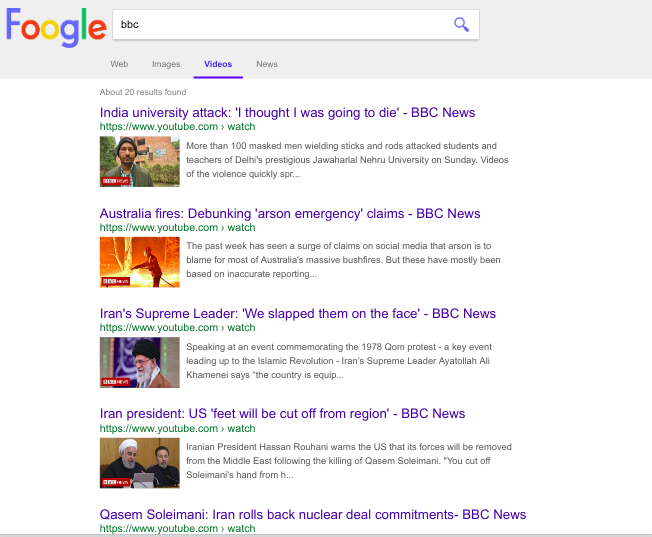 Foogle
bbc
Web Images Videos News
About 20 results found
India university attack: 'I thought I was going to die' - BBC News
https://www.youtube.com › watch
More than 100 masked men wielding sticks and rods attacked students and
teachers of Delhi's prestigious Jawaharlal Nehru University on Sunday. Videos
of the violence quickly spr...
BBC NEWS
Australia fires: Debunking 'arson emergency' claims - BBC News
https://www.youtube.com › watch
The past week has seen a surge of claims on social media that arson is to
blame for most of Australia's massive bushfires. But these have mostly been
based on inaccurate reporting...
BBC NEWS
Iran's Supreme Leader: 'We slapped them on the face' - BBC News
https://www.youtube.com › watch
Speaking at an event commemorating the 1978 Qom protest - a key event
leading up to the Islamic Revolution - Iran's Supreme Leader Ayatollah Ali
Khamenei says “the country is equip...
BBC NEWS
Iran president: US 'feet will be cut off from region' - BBC News
https://www.youtube.com › watch
Iranian President Hassan Rouhani warns the US that its forces will be removed
from the Middle East following the killing of Qasem Soleimani. "You cut off
Soleimani's hand from h...
BBC NEWS
Qasem Soleimani: Iran rolls back nuclear deal commitments- BBC News
https://www.youtube.com › watch